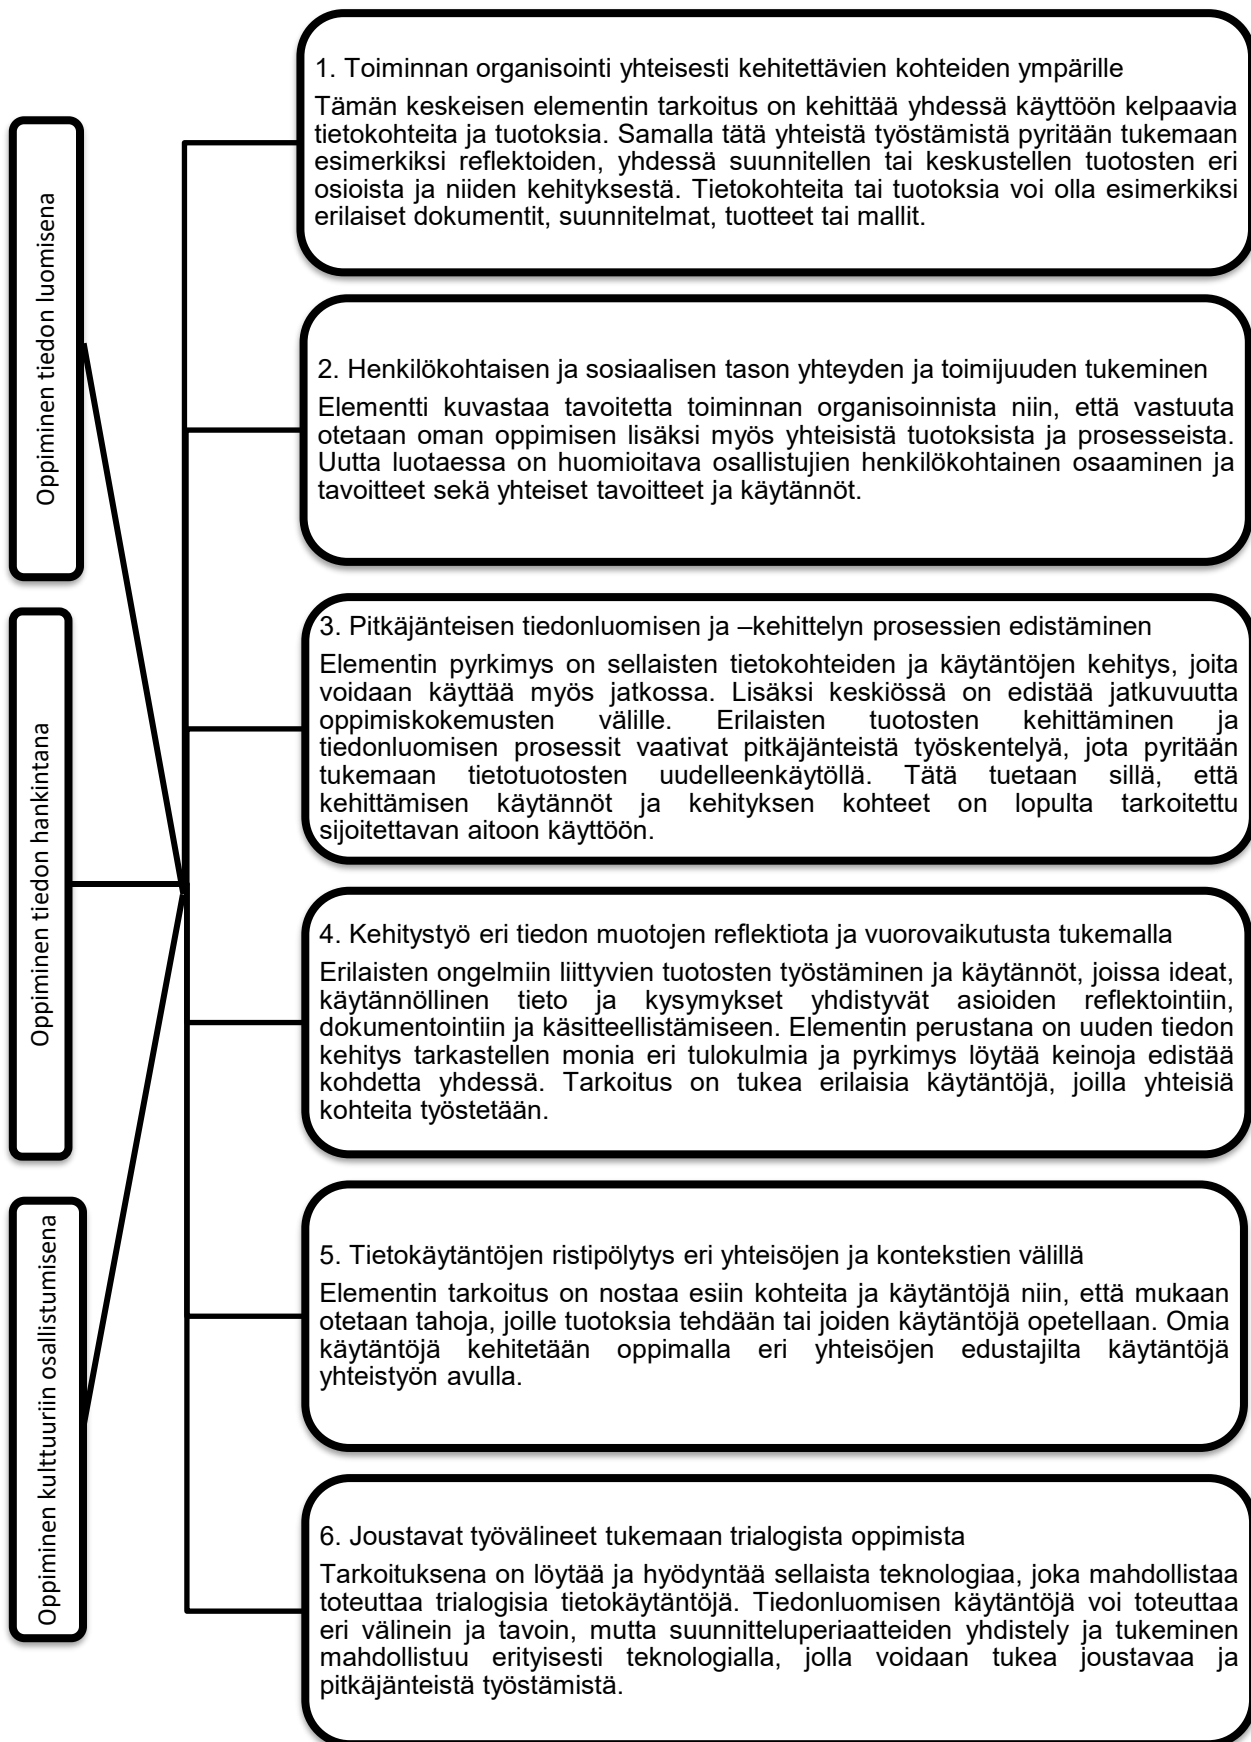 Oppiminen tiedon luomisena
Oppiminen tiedon hankintana
Oppiminen kulttuuriin osallistumisena
1. Toiminnan organisointi yhteisesti kehitettävien kohteiden ympärille
Tämän keskeisen elementin tarkoitus on kehittää yhdessä käyttöön kelpaavia
tietokohteita ja tuotoksia. Samalla tätä yhteistä työstämistä pyritään tukemaan
esimerkiksi reflektoiden, yhdessä suunnitellen tai keskustellen tuotosten eri
osioista ja niiden kehityksestä. Tietokohteita tai tuotoksia voi olla esimerkiksi
erilaiset dokumentit, suunnitelmat, tuotteet tai mallit.
2. Henkilökohtaisen ja sosiaalisen tason yhteyden ja toimijuuden tukeminen
Elementti kuvastaa tavoitetta toiminnan organisoinnista niin, että vastuuta
otetaan oman oppimisen lisäksi myös yhteisistä tuotoksista ja prosesseista.
Uutta luotaessa on huomioitava osallistujien henkilökohtainen osaaminen ja
tavoitteet sekä yhteiset tavoitteet ja käytännöt.
3. Pitkäjänteisen tiedonluomisen ja –kehittelyn prosessien edistäminen
Elementin pyrkimys on sellaisten tietokohteiden ja käytäntöjen kehitys, joita
voidaan käyttää myös jatkossa. Lisäksi keskiössä on edistää jatkuvuutta
oppimiskokemusten välille. Erilaisten tuotosten kehittäminen ja
tiedonluomisen prosessit vaativat pitkäjänteistä työskentelyä, jota pyritään
tukemaan tietotuotosten uudelleenkäytöllä. Tätä tuetaan sillä, että
kehittämisen käytännöt ja kehityksen kohteet on lopulta tarkoitettu
sijoitettavan aitoon käyttöön.
4. Kehitystyö eri tiedon muotojen reflektiota ja vuorovaikutusta tukemalla
Erilaisten ongelmiin liittyvien tuotosten työstäminen ja käytännöt, joissa ideat,
käytännöllinen tieto ja kysymykset yhdistyvät asioiden reflektointiin,
dokumentointiin ja käsitteellistämiseen. Elementin perustana on uuden tiedon
kehitys tarkastellen monia eri tulokulmia ja pyrkimys löytää keinoja edistää
kohdetta yhdessä. Tarkoitus on tukea erilaisia käytäntöjä, joilla yhteisiä
kohteita työstetään.
5. Tietokäytäntöjen ristipölytys eri yhteisöjen ja kontekstien välillä
Elementin tarkoitus on nostaa esiin kohteita ja käytäntöjä niin, että mukaan
otetaan tahoja, joille tuotoksia tehdään tai joiden käytäntöjä opetellaan. Omia
käytäntöjä kehitetään oppimalla eri yhteisöjen edustajilta käytäntöjä
yhteistyön avulla.
6. Joustavat työvälineet tukemaan trialogista oppimista
Tarkoituksena on löytää ja hyödyntää sellaista teknologiaa, joka mahdollistaa
toteuttaa trialogisia tietokäytäntöjä. Tiedonluomisen käytäntöjä voi toteuttaa
eri välinein ja tavoin, mutta suunnitteluperiaatteiden yhdistely ja tukeminen
mahdollistuu erityisesti teknologialla, jolla voidaan tukea joustavaa ja
pitkäjänteistä työstämistä.